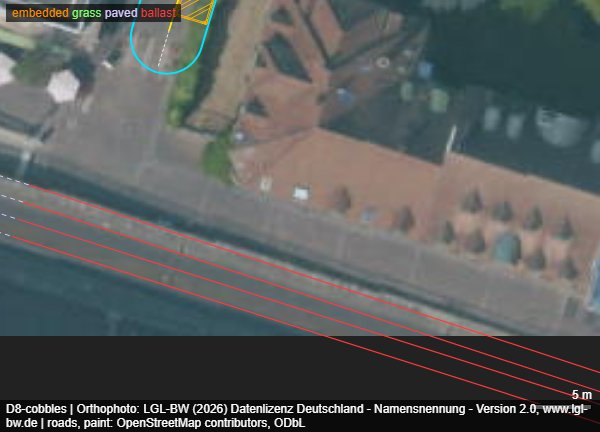 embedded grass paved ballast
5 m
D8-cobbles | Orthophoto: LGL-BW (2026) Datenlizenz Deutschland - Namensnennung - Version 2.0, www.lgl-
bw.de | roads, paint: OpenStreetMap contributors, ODbL